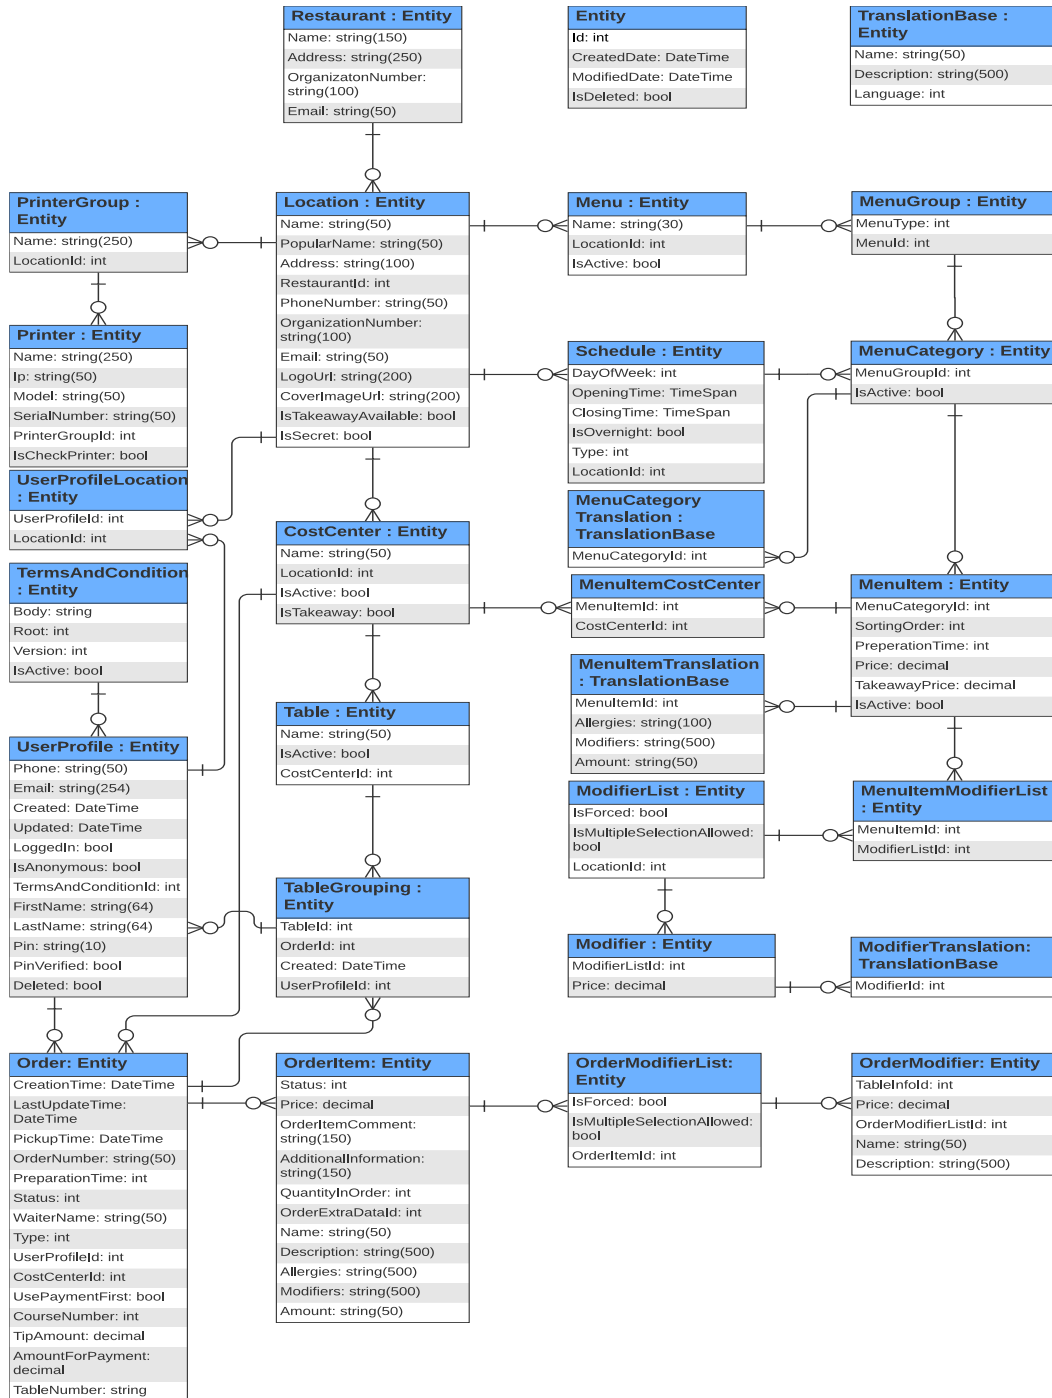 Restaurant : Entity
Name: string(150)
Address: string(250)
OrganizatonNumber:
string(100)
Email: string(50)
Entity
Id: int
CreatedDate: DateTime
ModifiedDate: DateTime
IsDeleted: bool
TranslationBase :
Entity
Name: string(50)
Description: string(500)
Language: int
PrinterGroup :
Entity
Name: string(250)
LocationId: int
Location : Entity
Name: string(50)
PopularName: string(50)
Address: string(100)
RestaurantId: int
PhoneNumber: string(50)
OrganizationNumber:
string(100)
Email: string(50)
LogoUrl: string(200)
CoverImageUrl: string(200)
IsTakeawayAvailable: bool
IsSecret: bool
Menu : Entity
Name: string(30)
LocationId: int
IsActive: bool
MenuGroup : Entity
MenuType: int
MenuId: int
Printer : Entity
Name: string(250)
Ip: string(50)
Model: string(50)
SerialNumber: string(50)
PrinterGroupId: int
IsCheckPrinter: bool
Schedule : Entity
DayOfWeek: int
OpeningTime: TimeSpan
ClosingTime: TimeSpan
IsOvernight: bool
Type: int
LocationId: int
MenuCategory : Entity
MenuGroupId: int
IsActive: bool
UserProfileLocation
: Entity
UserProfileId: int
LocationId: int
MenuCategory
Translation :
TranslationBase
MenuCategoryId: int
CostCenter : Entity
Name: string(50)
LocationId: int
IsActive: bool
IsTakeaway: bool
TermsAndCondition
: Entity
Body: string
Root: int
Version: int
IsActive: bool
MenuItemCostCenter
MenuItemId: int
CostCenterId: int
MenuItem : Entity
MenuCategoryId: int
SortingOrder: int
PreperationTime: int
Price: decimal
TakeawayPrice: decimal
IsActive: bool
MenuItemTranslation
: TranslationBase
MenuItemId: int
Allergies: string(100)
Modifiers: string(500)
Amount: string(50)
Table : Entity
Name: string(50)
IsActive: bool
CostCenterId: int
UserProfile : Entity
Phone: string(50)
Email: string(254)
Created: DateTime
Updated: DateTime
LoggedIn: bool
IsAnonymous: bool
TermsAndConditionId: int
FirstName: string(64)
LastName: string(64)
Pin: string(10)
PinVerified: bool
Deleted: bool
ModifierList : Entity
IsForced: bool
IsMultipleSelectionAllowed:
bool
LocationId: int
MenuItemModifierList
: Entity
MenuItemId: int
ModifierListId: int
TableGrouping :
Entity
TableId: int
OrderId: int
Created: DateTime
UserProfileId: int
Modifier : Entity
ModifierListId: int
Price: decimal
ModifierTranslation:
TranslationBase
ModifierId: int
Order: Entity
CreationTime: DateTime
LastUpdateTime:
DateTime
PickupTime: DateTime
OrderNumber: string(50)
PreparationTime: int
Status: int
WaiterName: string(50)
Type: int
UserProfileId: int
CostCenterId: int
UsePaymentFirst: bool
CourseNumber: int
TipAmount: decimal
AmountForPayment:
decimal
TableNumber: string
OrderItem: Entity
Status: int
Price: decimal
OrderItemComment:
string(150)
AdditionalInformation:
string(150)
QuantityInOrder: int
OrderExtraDataId: int
Name: string(50)
Description: string(500)
Allergies: string(500)
Modifiers: string(500)
Amount: string(50)
OrderModifierList:
Entity
IsForced: bool
IsMultipleSelectionAllowed:
bool
OrderItemId: int
OrderModifier: Entity
TableInfoId: int
Price: decimal
OrderModifierListId: int
Name: string(50)
Description: string(500)